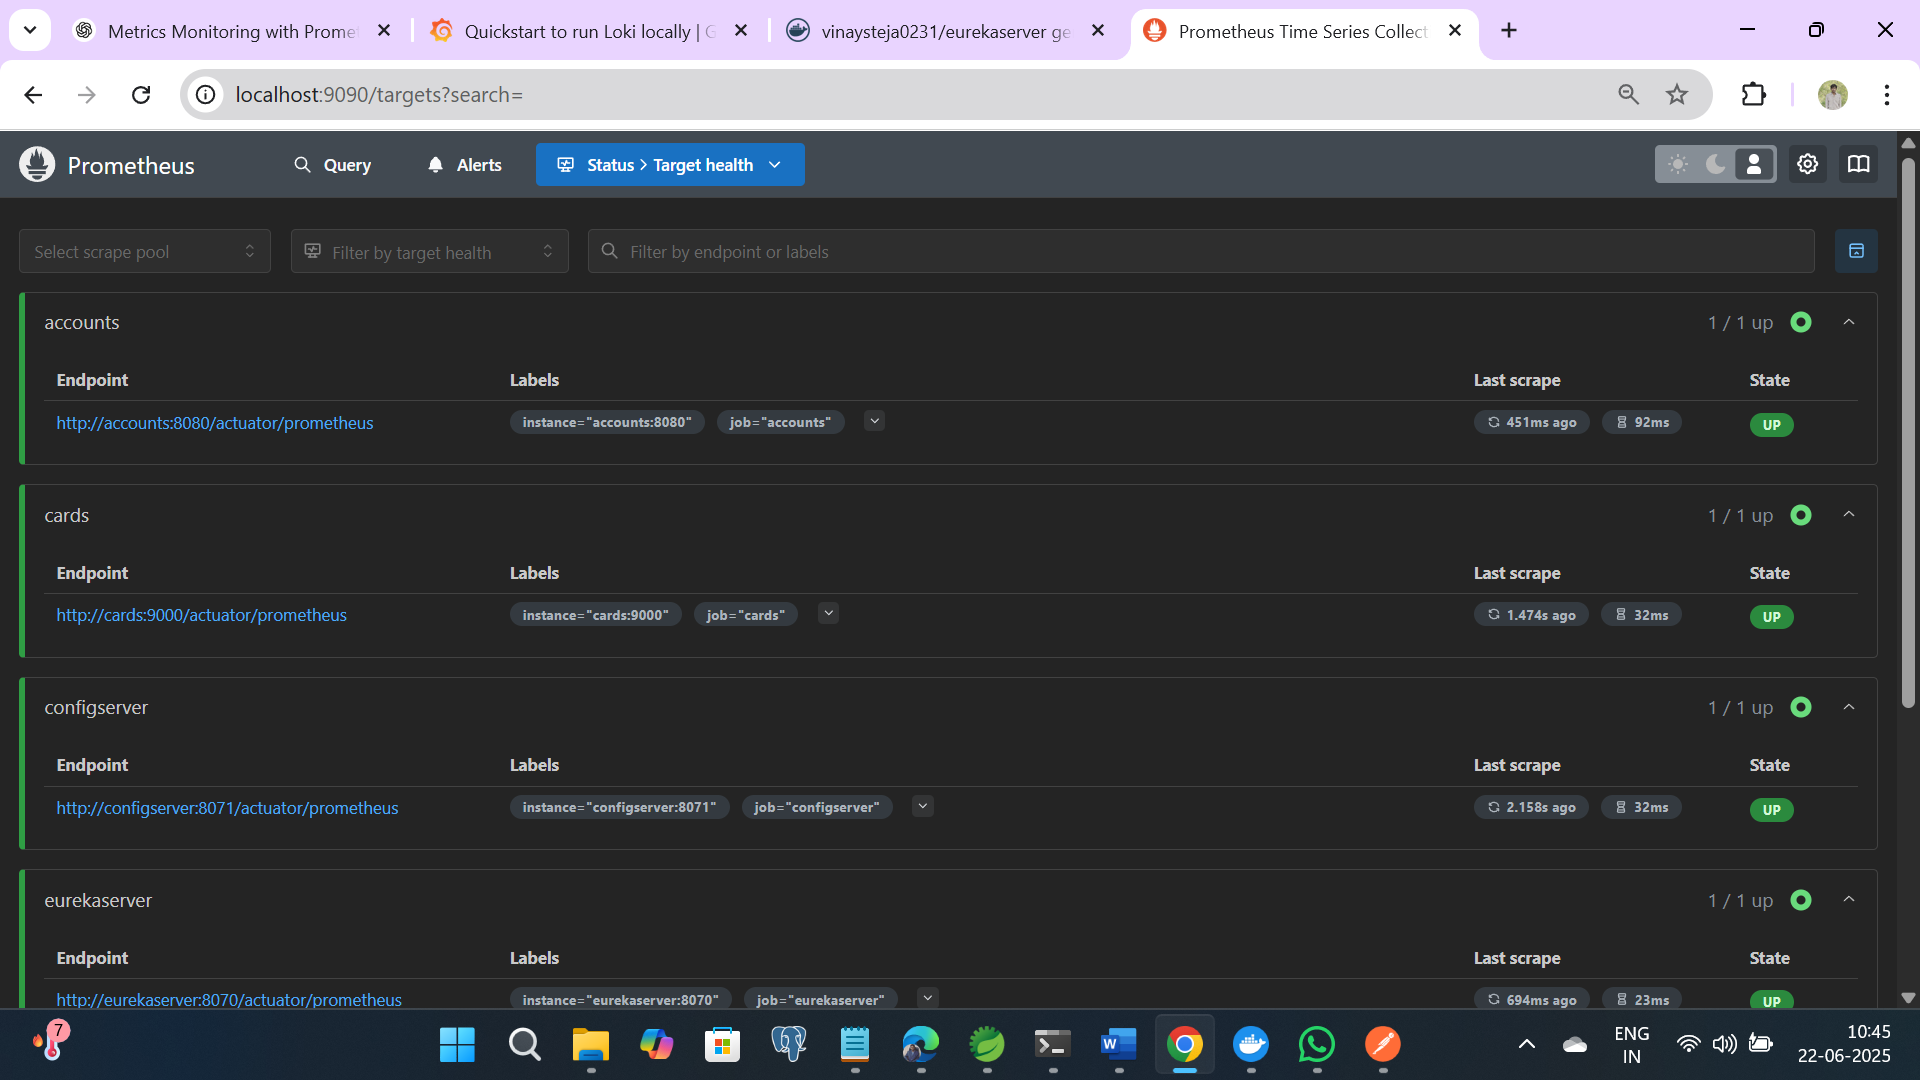 Metrics Monitoring with Promet
Quickstart to run Loki locally | G
vinaysteja0231/eurekaserver ge
Prometheus Time Series Collect
localhost:9090/targets?search=
Prometheus
Query
Alerts
Status > Target health
Select scrape pool
Filter by target health
Filter by endpoint or labels
accounts
1 / 1 up
Endpoint Labels Last scrape State
http://accounts:8080/actuator/prometheus instance="accounts:8080" job="accounts" 451ms ago 92ms UP
cards
1 / 1 up
Endpoint Labels Last scrape State
http://cards:9000/actuator/prometheus instance="cards:9000" job="cards" 1.474s ago 32ms UP
configserver
1 / 1 up
Endpoint Labels Last scrape State
http://configserver:8071/actuator/prometheus instance="configserver:8071" job="configserver" 2.158s ago 32ms UP
eurekaserver
1 / 1 up
Endpoint Labels Last scrape State
http://eurekaserver:8070/actuator/prometheus instance="eurekaserver:8070" job="eurekaserver" 694ms ago 23ms UP
7
W
ENG
IN
10:45
22-06-2025